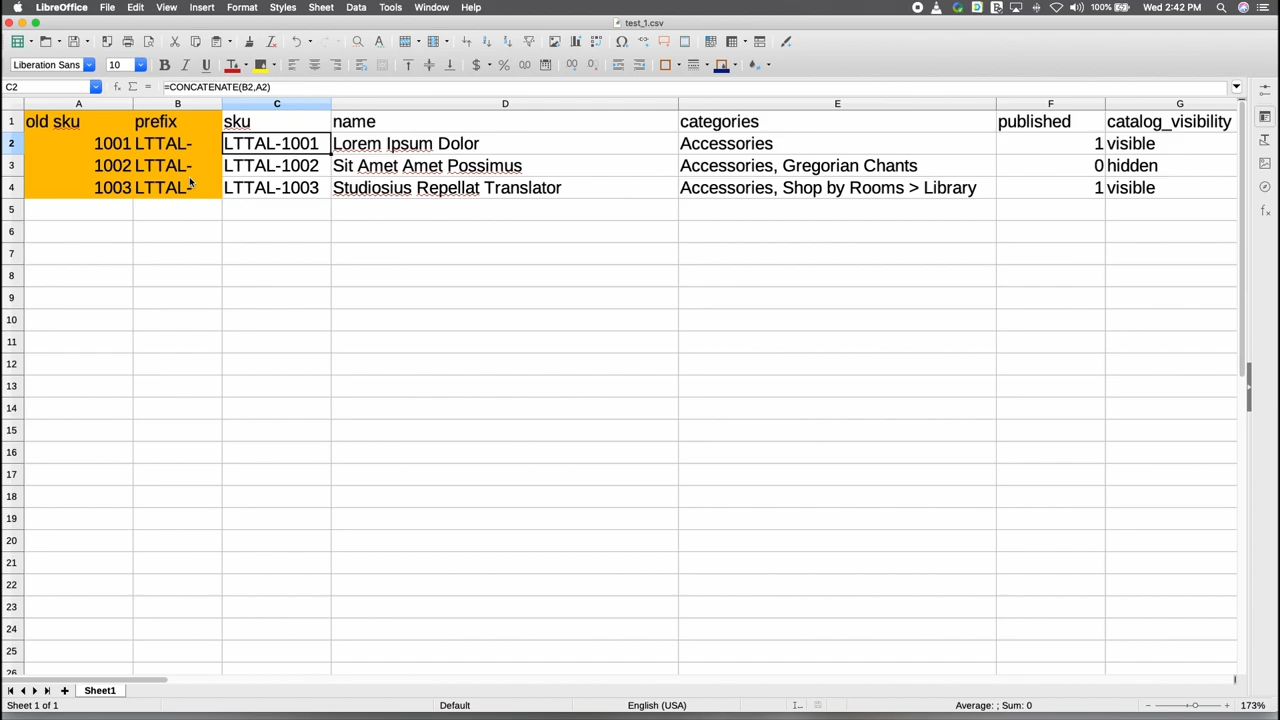 LibreOffice File Edit View Insert Format Styles Sheet Data Tools Window Help 100% Wed 2:42 PM
test_1.csv
Liberation Sans 10
C2 =CONCATENATE(B2,A2)
A B C D E F G
1 old sku prefix sku name categories published catalog_visibility
2 1001 LTTAL- LTTAL-1001 Lorem Ipsum Dolor Accessories 1 visible
3 1002 LTTAL- LTTAL-1002 Sit Amet Amet Possimus Accessories, Gregorian Chants 0 hidden
4 1003 LTTAL- LTTAL-1003 Studiosius Repellat Translator Accessories, Shop by Rooms > Library 1 visible
5
6
7
8
9
10
11
12
13
14
15
16
17
18
19
20
21
22
23
24
25
26
Sheet1
Sheet 1 of 1 Default English (USA) Average: ; Sum: 0 173%